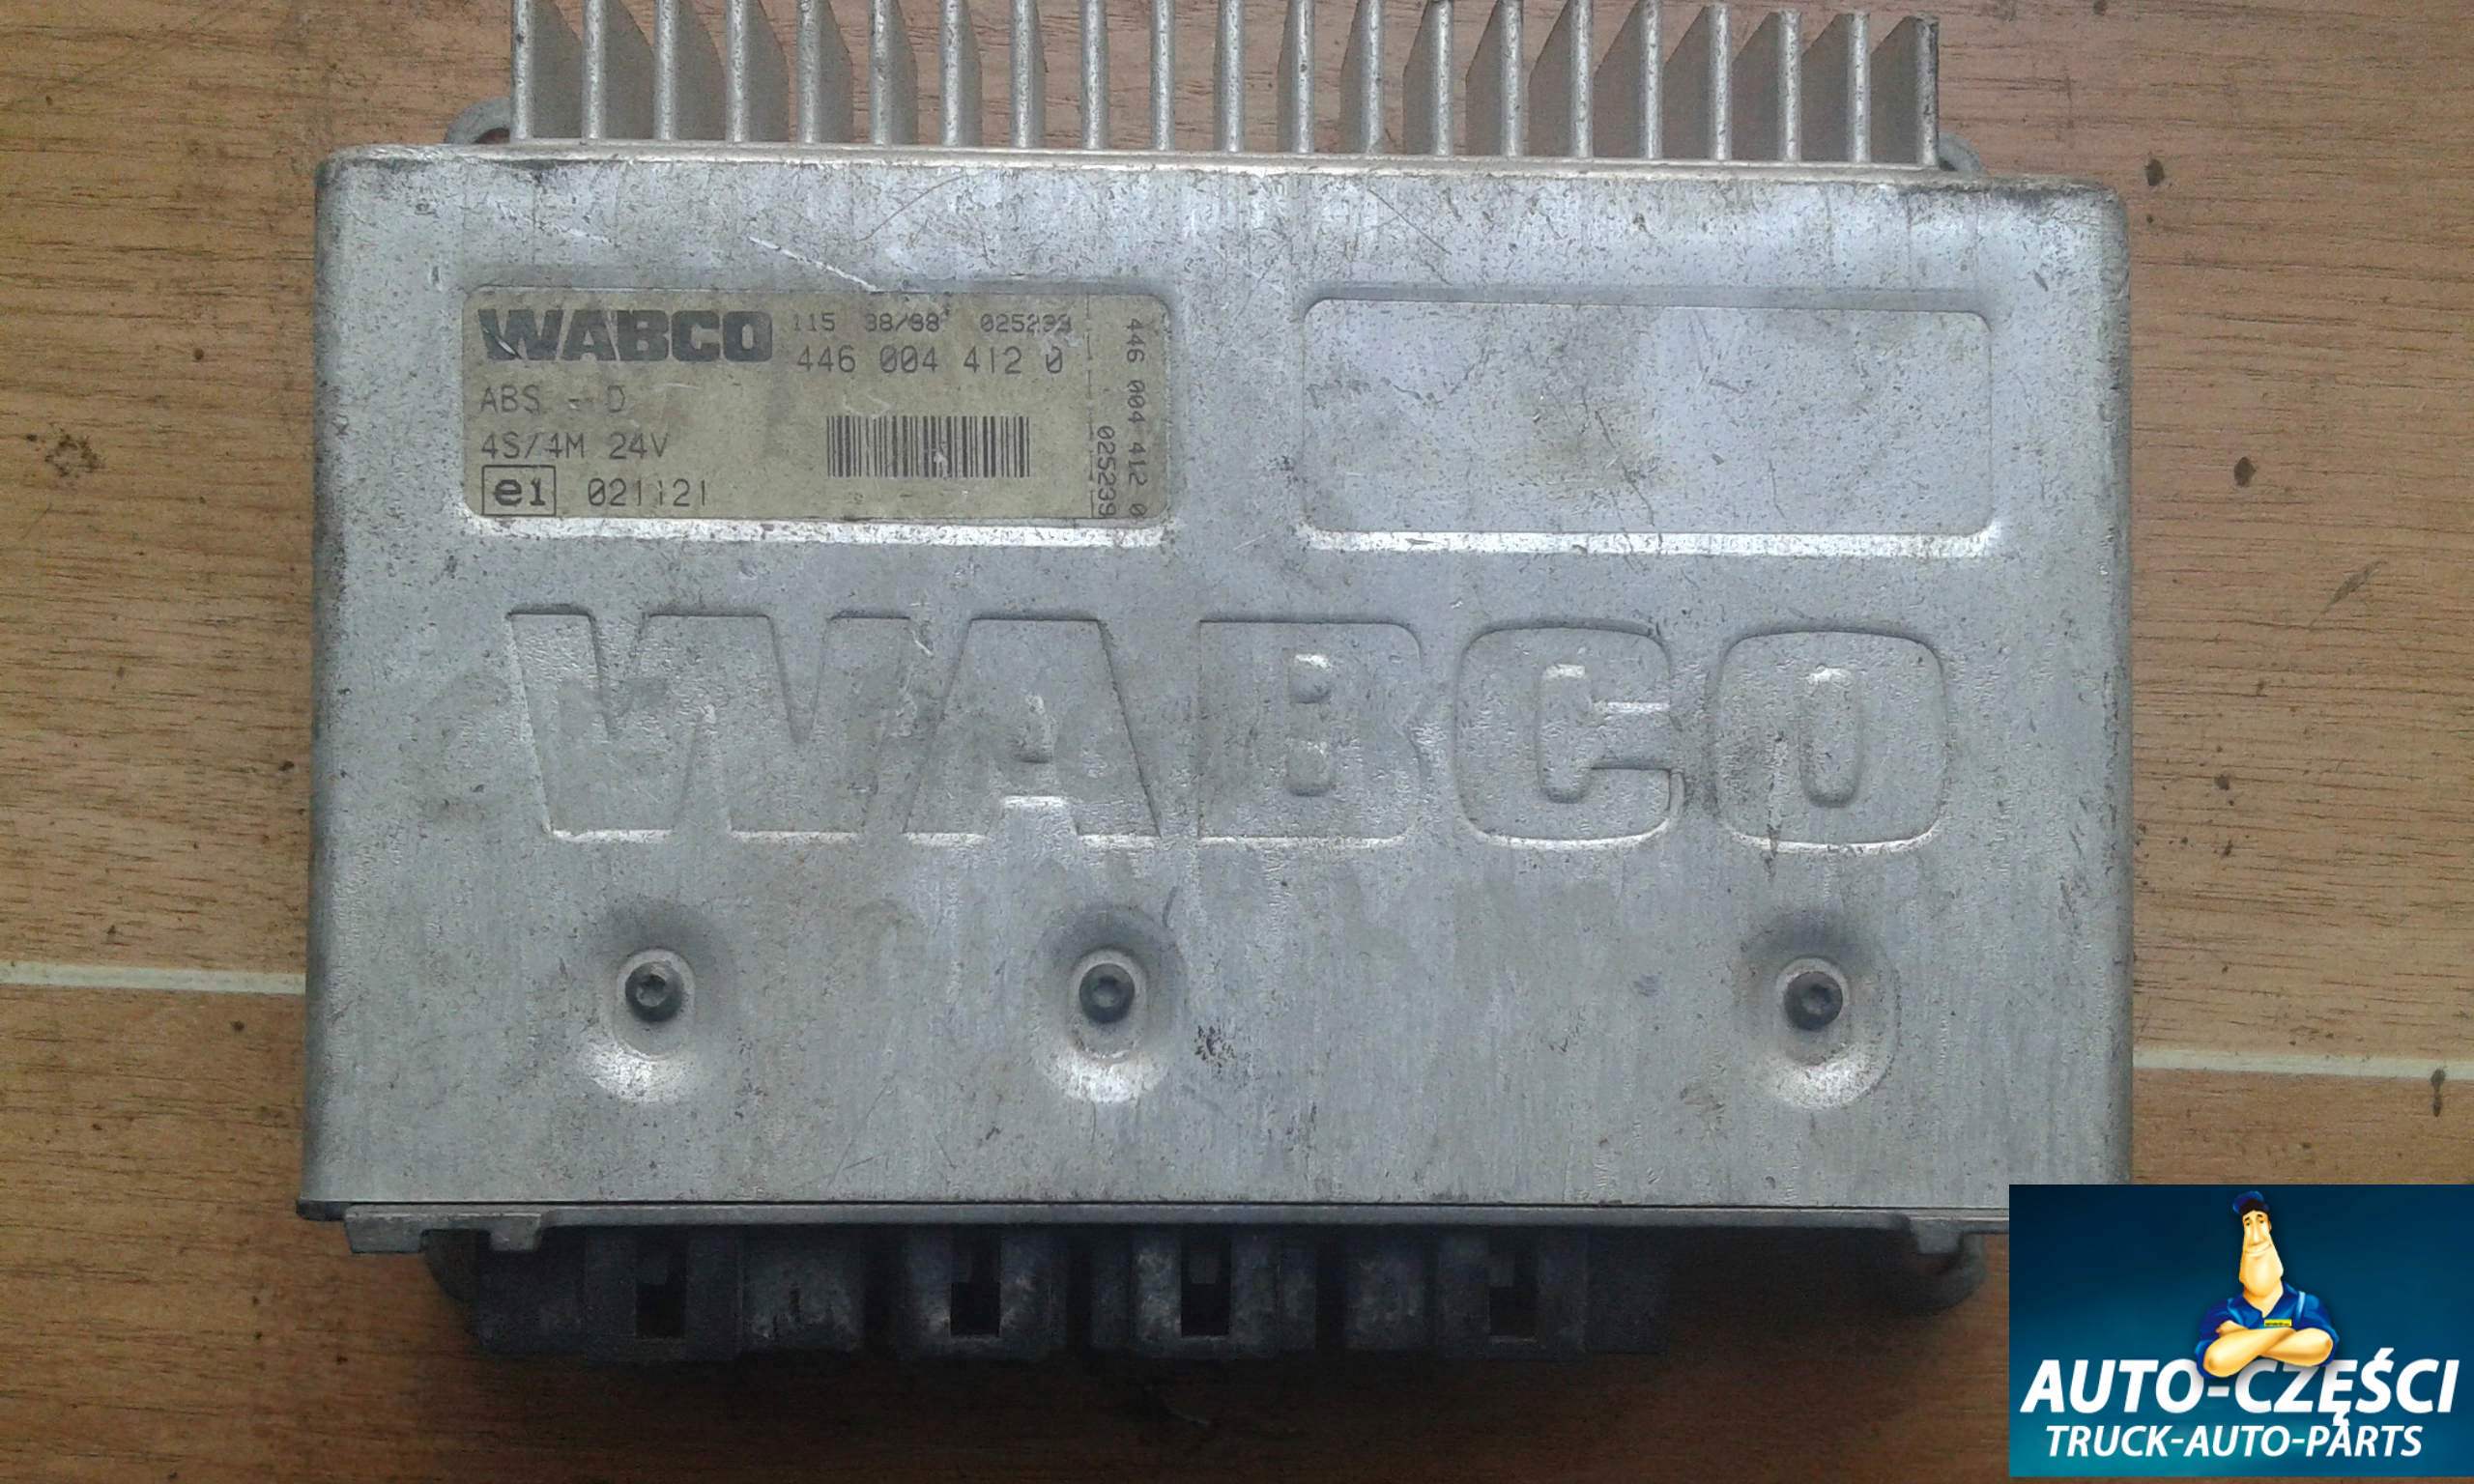 WABCO 115 38/98 025239
446 004 412 0
ABS - D
4S/4M 24V
e1 021121
446 004 412 0
025239
WABCO
AUTO-CZĘŚCI
TRUCK-AUTO-PARTS